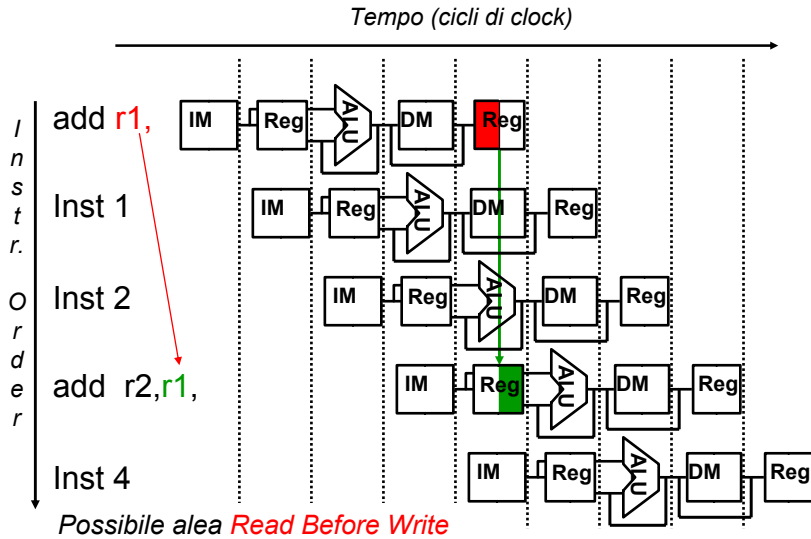 Tempo (cicli di clock)
Instr. Order
add r1, IM Reg ALU DM Reg
Inst 1 IM Reg ALU DM Reg
Inst 2 IM Reg ALU DM Reg
add r2,r1, IM Reg ALU DM Reg
Inst 4 IM Reg ALU DM Reg
Possibile alea Read Before Write